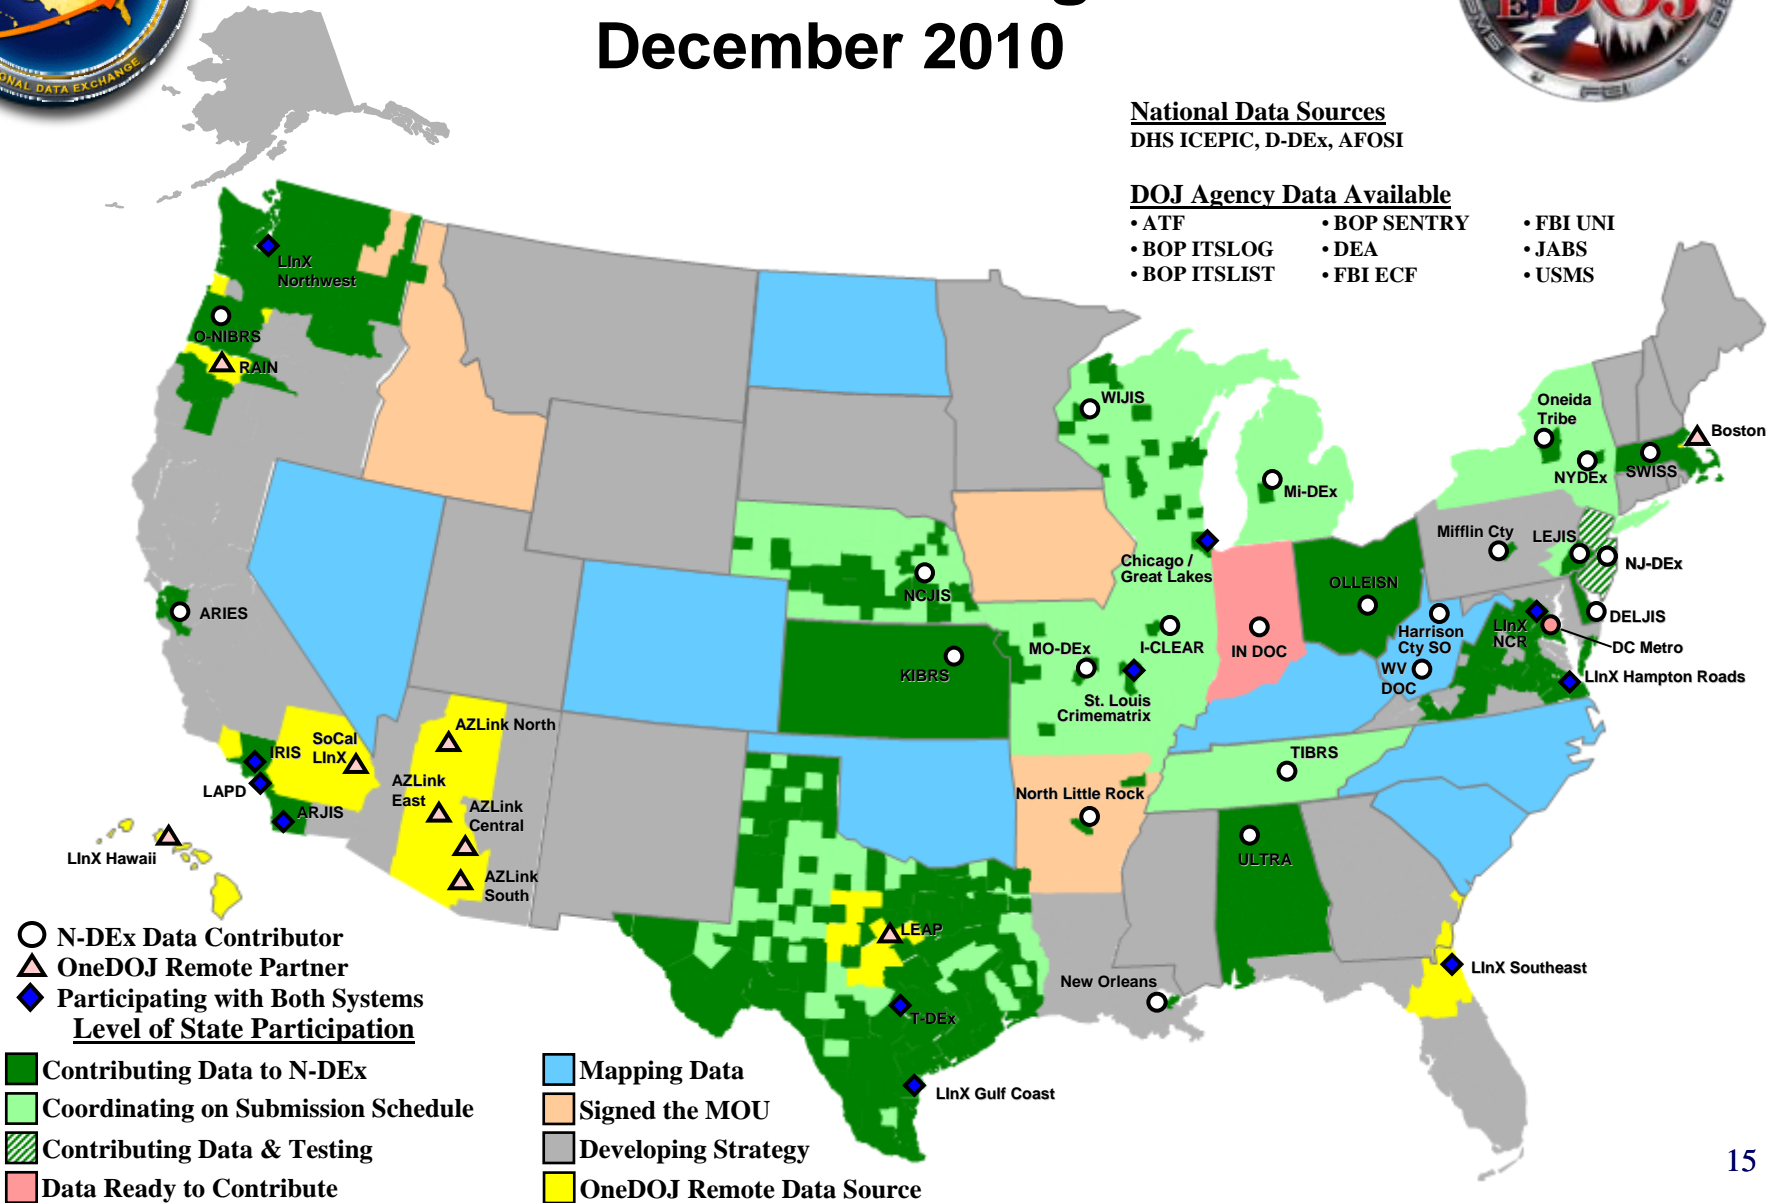 December 2010
ONAL DATA EXCHANGE
eDOJ
USMS
FBI
National Data Sources
DHS ICEPIC, D-DEx, AFOSI
DOJ Agency Data Available
• ATF
• BOP ITSLOG
• BOP ITSLIST
• BOP SENTRY
• DEA
• FBI ECF
• FBI UNI
• JABS
• USMS
LInX
Northwest
O-NIBRS
RAIN
ARIES
IRIS
LAPD
ARJIS
SoCal
LInX
AZLink North
AZLink
East
AZLink
Central
AZLink
South
LInX Hawaii
WIJIS
Mi-DEx
Chicago /
Great Lakes
NCJIS
KIBRS
MO-DEx
I-CLEAR
St. Louis
Crimematrix
IN DOC
OLLEISN
Oneida
Tribe
NYDEx
SWISS
Boston
Mifflin Cty
LEJIS
NJ-DEx
DELJIS
Harrison
Cty SO
WV
DOC
LInX
NCR
DC Metro
LInX Hampton Roads
TIBRS
North Little Rock
ULTRA
LEAP
T-DEx
New Orleans
LInX Southeast
LInX Gulf Coast
N-DEx Data Contributor
OneDOJ Remote Partner
Participating with Both Systems
Level of State Participation
Contributing Data to N-DEx
Coordinating on Submission Schedule
Contributing Data & Testing
Data Ready to Contribute
Mapping Data
Signed the MOU
Developing Strategy
OneDOJ Remote Data Source
15